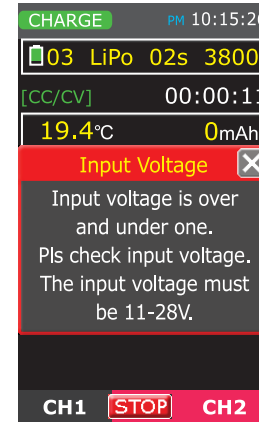 CHARGE PM 10:15:20
03 LiPo 02s 3800
[CC/CV] 00:00:11
19.4℃ 0mAh
Input Voltage
Input voltage is over
and under one.
Pls check input voltage.
The input voltage must
be 11-28V.
CH1 STOP CH2